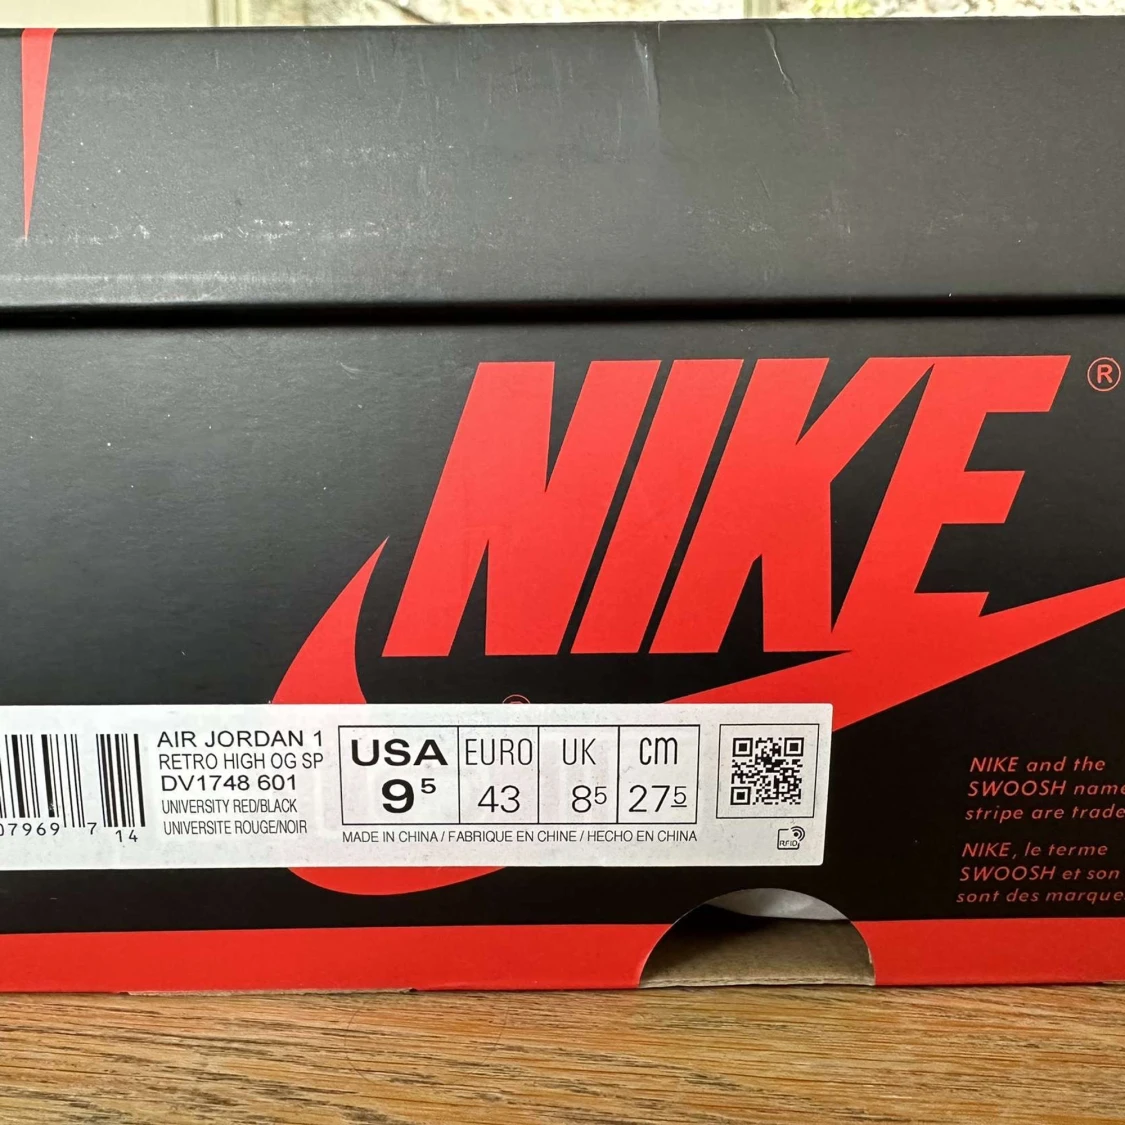 NIKE ®
AIR JORDAN 1
RETRO HIGH OG SP
DV1748 601
UNIVERSITY RED/BLACK
UNIVERSITE ROUGE/NOIR
07969 7 14
USA EURO UK cm
9⁵ 43 8⁵ 27⁵
MADE IN CHINA / FABRIQUE EN CHINE / HECHO EN CHINA
RFID
NIKE and the
SWOOSH name
stripe are trade
NIKE, le terme
SWOOSH et son
sont des marque